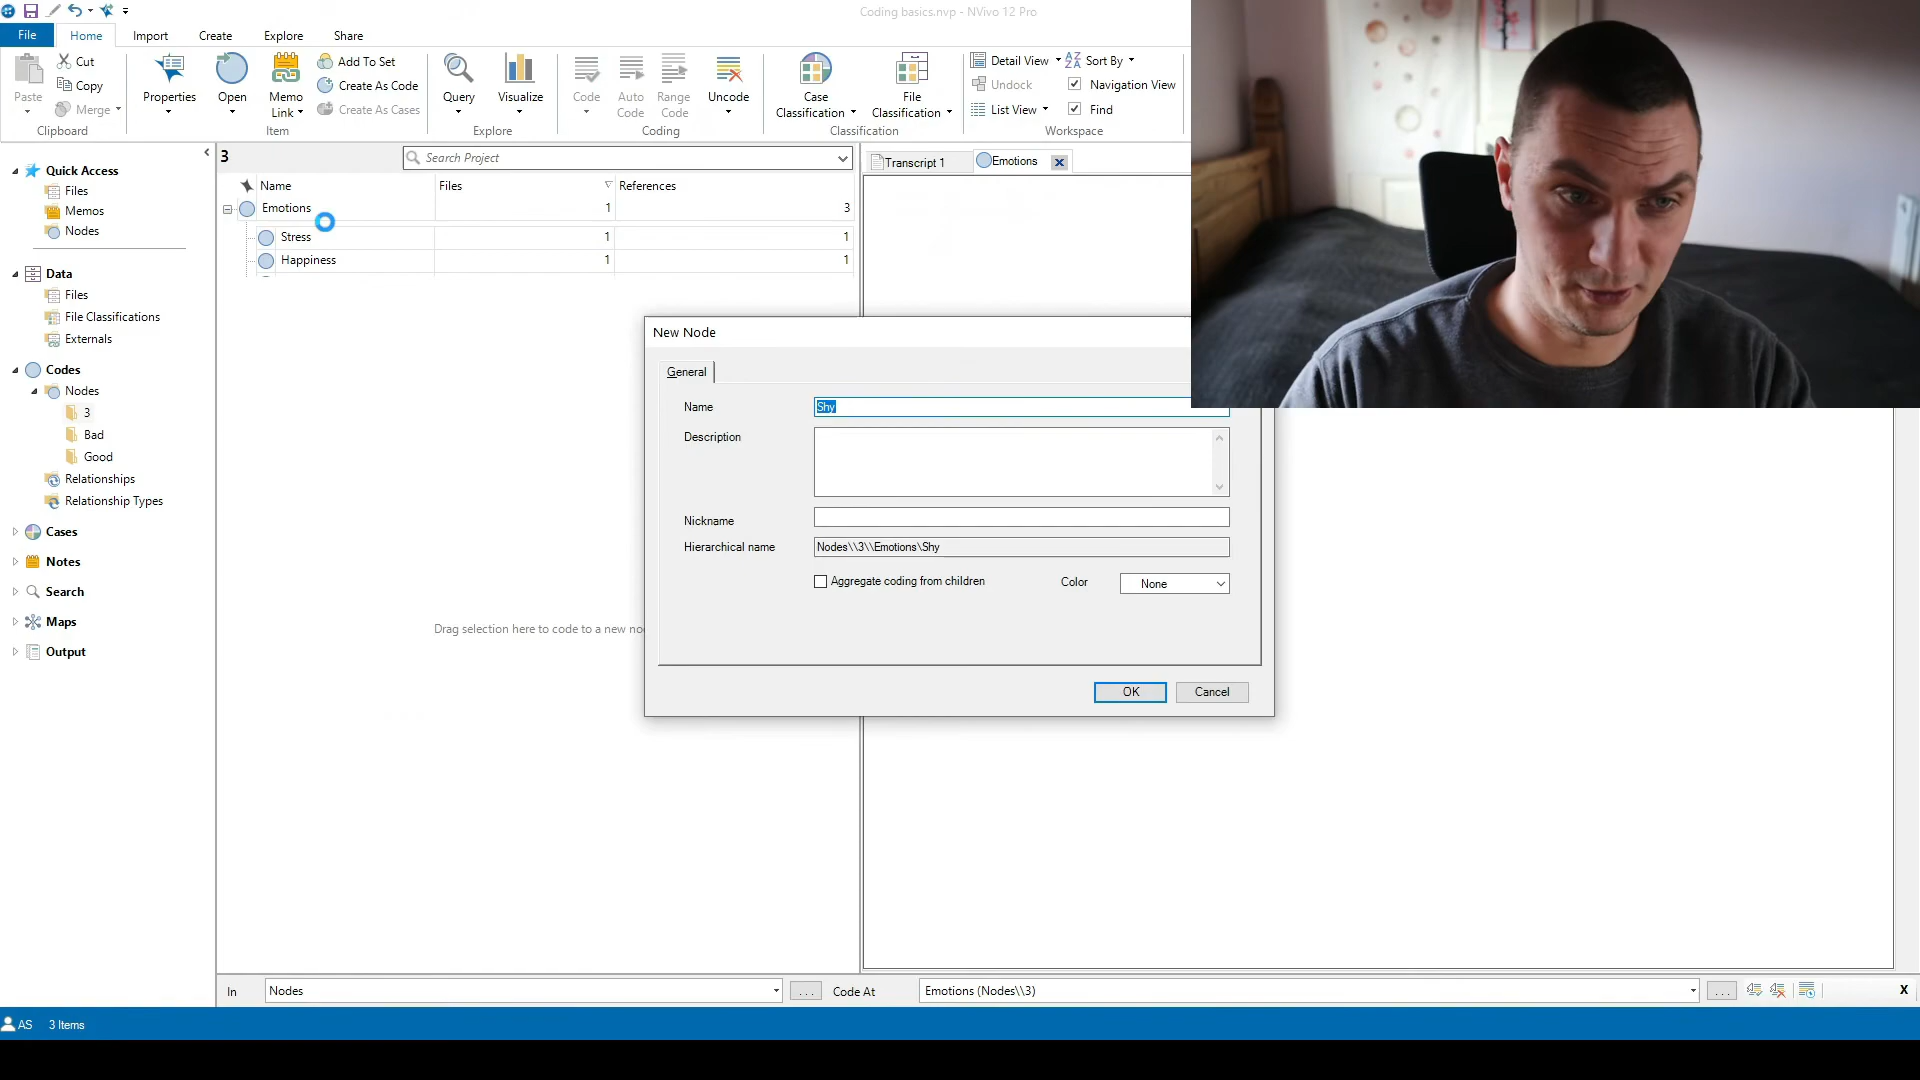 Coding basics.nvp - NVivo 12 Pro
File Home Import Create Explore Share
Paste
Cut
Copy
Merge
Clipboard
Properties
Open
Memo
Link
Add To Set
Create As Code
Create As Cases
Item
Query
Visualize
Explore
Code
Auto
Code
Range
Code
Uncode
Coding
Case
Classification
File
Classification
Classification
Detail View
Sort By
Undock
Navigation View
List View
Find
Workspace
Quick Access
Files
Memos
Nodes
Data
Files
File Classifications
Externals
Codes
Nodes
3
Bad
Good
Relationships
Relationship Types
Cases
Notes
Search
Maps
Output
3
Search Project
Name Files References
Emotions 1 3
Stress 1 1
Happiness 1 1
Transcript 1
Emotions
Drag selection here to code to a new no
New Node
General
Name Shy
Description
Nickname
Hierarchical name Nodes\\3\\Emotions\Shy
Aggregate coding from children
Color None
OK Cancel
In Nodes ... Code At Emotions (Nodes\\3) ... X
AS 3 Items